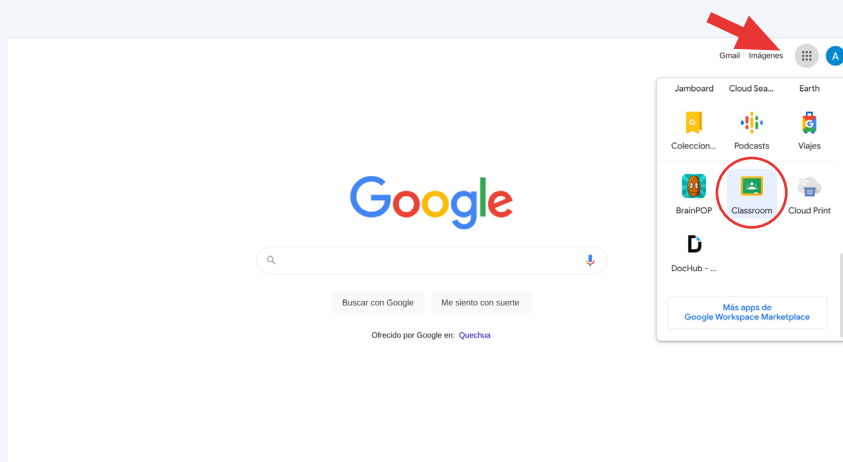 Gmail Imágenes
A
Jamboard Cloud Sea... Earth
G
G
Coleccion... Podcasts Viajes
BrainPOP Classroom Cloud Print
D
DocHub - ...
Más apps de
Google Workspace Marketplace
Google
Buscar con Google Me siento con suerte
Ofrecido por Google en: Quechua